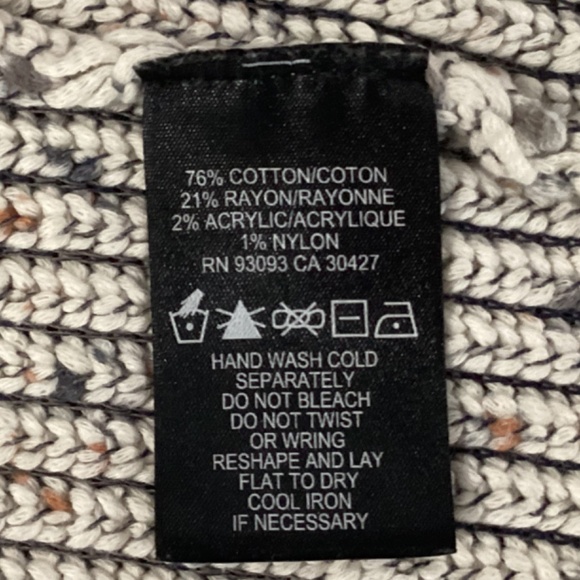 76% COTTON/COTON
21% RAYON/RAYONNE
2% ACRYLIC/ACRYLIQUE
1% NYLON
RN 93093 CA 30427
HAND WASH COLD
SEPARATELY
DO NOT BLEACH
DO NOT TWIST
OR WRING
RESHAPE AND LAY
FLAT TO DRY
COOL IRON
IF NECESSARY